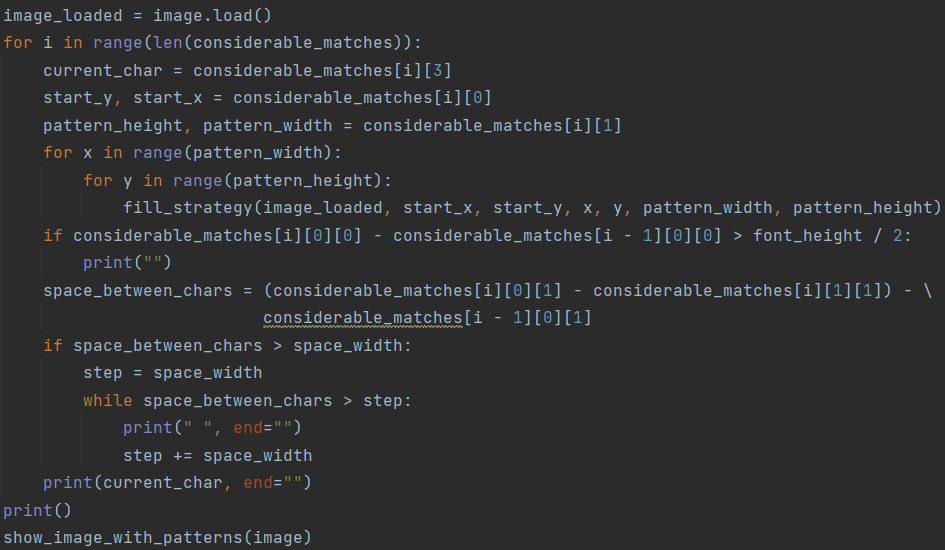 image_loaded = image.load()
for i in range(len(considerable_matches)):
    current_char = considerable_matches[i][3]
    start_y, start_x = considerable_matches[i][0]
    pattern_height, pattern_width = considerable_matches[i][1]
    for x in range(pattern_width):
        for y in range(pattern_height):
            fill_strategy(image_loaded, start_x, start_y, x, y, pattern_width, pattern_height)
    if considerable_matches[i][0][0] - considerable_matches[i - 1][0][0] > font_height / 2:
        print("")
    space_between_chars = (considerable_matches[i][0][1] - considerable_matches[i][1][1]) - \
                          considerable_matches[i - 1][0][1]
    if space_between_chars > space_width:
        step = space_width
        while space_between_chars > step:
            print(" ", end="")
            step += space_width
    print(current_char, end="")
print()
show_image_with_patterns(image)